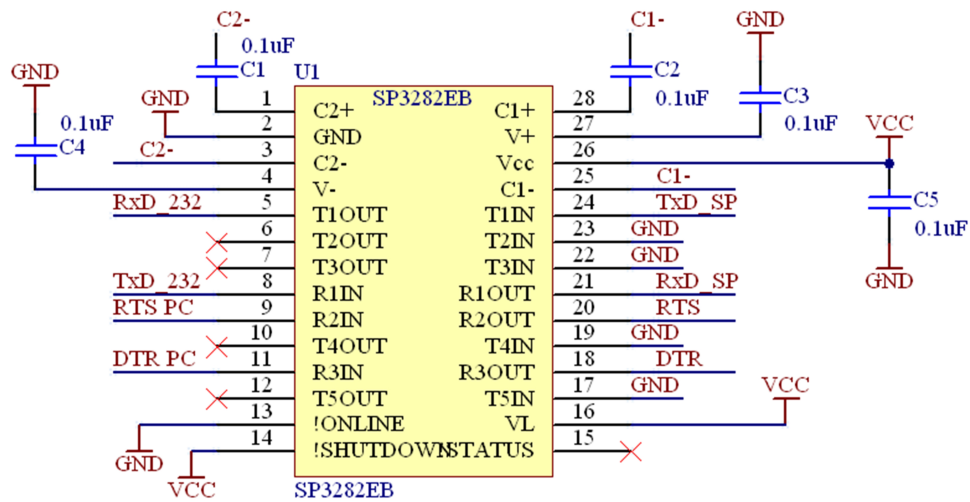 C2-
C1-
GND
0.1uF
C1
U1
C2
0.1uF
GND
C3
0.1uF
GND
0.1uF
C4
SP3282EB
1 C2+ C1+ 28
2 GND V+ 27
3 C2- Vcc 26
4 V- C1- 25
5 T1OUT T1IN 24
6 T2OUT T2IN 23
7 T3OUT T3IN 22
8 R1IN R1OUT 21
9 R2IN R2OUT 20
10 T4OUT T4IN 19
11 R3IN R3OUT 18
12 T5OUT T5IN 17
13 !ONLINE VL 16
14 !SHUTDOWN STATUS 15
C2-
RxD_232
TxD_232
RTS PC
DTR PC
GND
VCC
VCC
C1-
TxD_SP
GND
GND
RxD_SP
RTS
GND
DTR
GND
VCC
C5
0.1uF
GND
SP3282EB